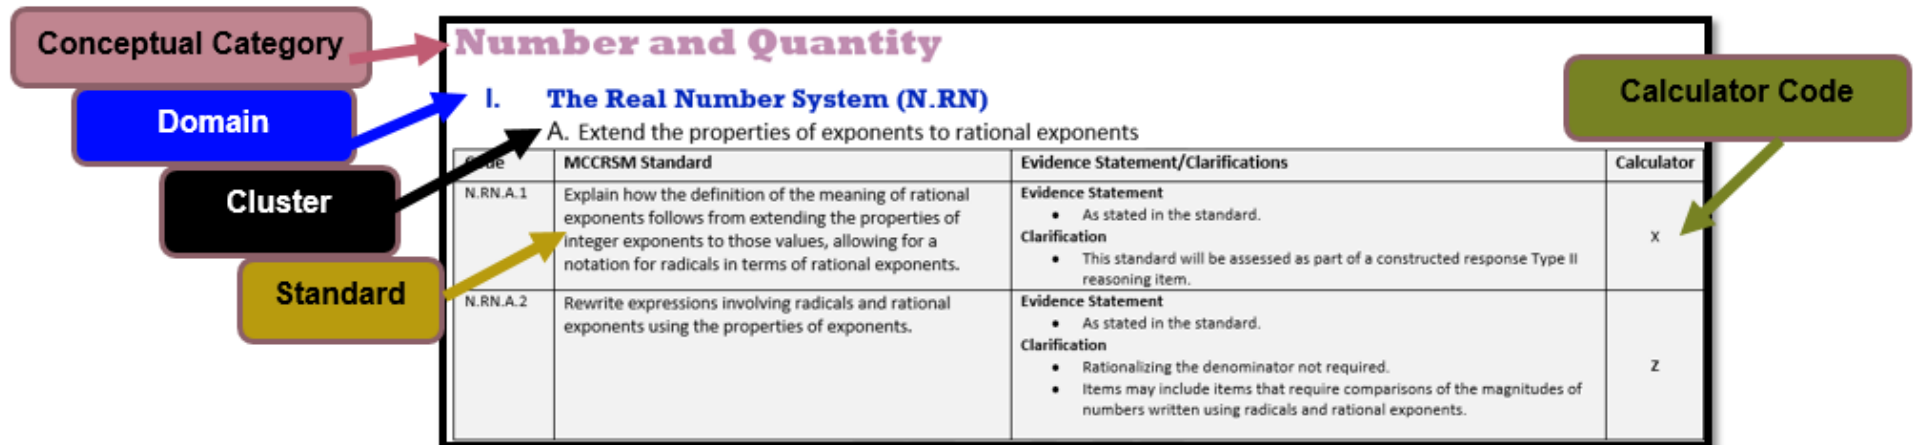 Conceptual Category
Number and Quantity
Domain
I. The Real Number System (N.RN)
Calculator Code
Cluster
A. Extend the properties of exponents to rational exponents
MCCRSM Standard
Evidence Statement/Clarifications
Calculator
N.RN.A.1
Explain how the definition of the meaning of rational
exponents follows from extending the properties of
integer exponents to those values, allowing for a
notation for radicals in terms of rational exponents.
Evidence Statement
• As stated in the standard.
Clarification
• This standard will be assessed as part of a constructed response Type II
reasoning item.
X
Standard
N.RN.A.2
Rewrite expressions involving radicals and rational
exponents using the properties of exponents.
Evidence Statement
• As stated in the standard.
Clarification
• Rationalizing the denominator not required.
• Items may include items that require comparisons of the magnitudes of
numbers written using radicals and rational exponents.
Z